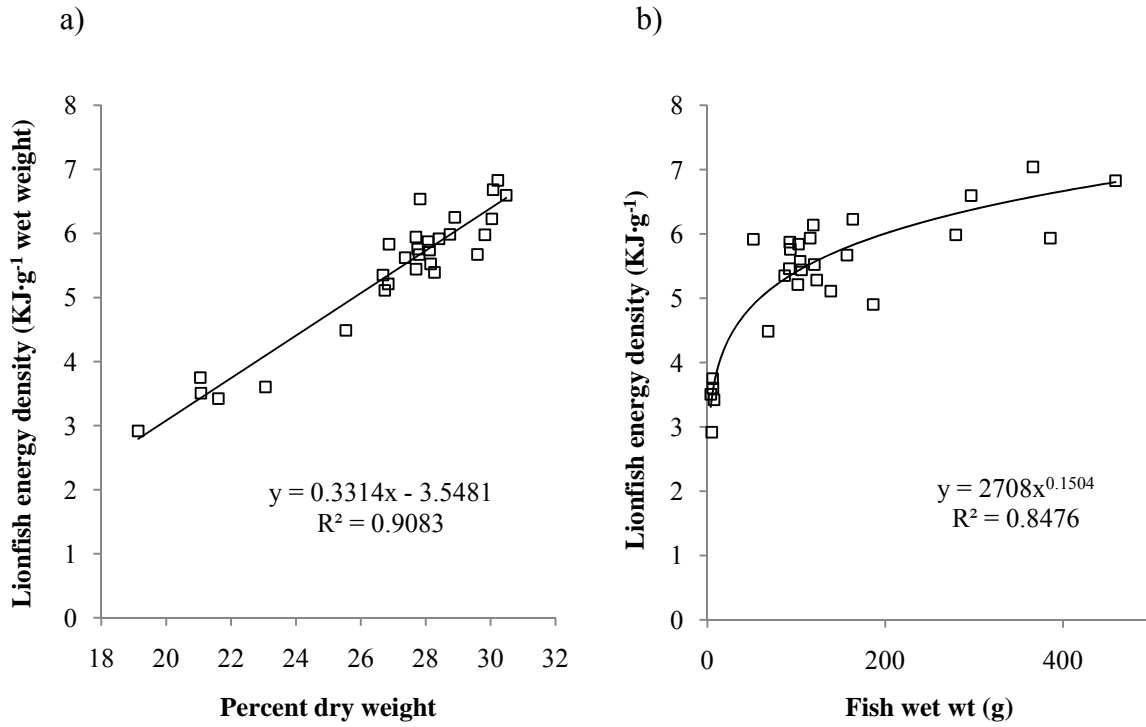 a)
b)
Lionfish energy density (KJ·g⁻¹ wet weight)
8
7
6
5
4
3
2
1
0
y = 0.3314x - 3.5481
R² = 0.9083
18 20 22 24 26 28 30 32
Percent dry weight
Lionfish energy density (KJ·g⁻¹)
8
7
6
5
4
3
2
1
0
y = 2708x⁰·¹⁵⁰⁴
R² = 0.8476
0 200 400
Fish wet wt (g)